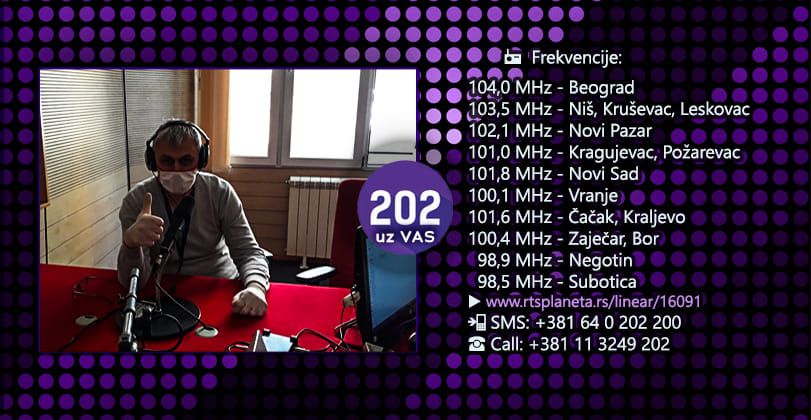 Frekvencije:
104,0 MHz - Beograd
103,5 MHz - Niš, Kruševac, Leskovac
102,1 MHz - Novi Pazar
101,0 MHz - Kragujevac, Požarevac
101,8 MHz - Novi Sad
100,1 MHz - Vranje
101,6 MHz - Čačak, Kraljevo
100,4 MHz - Zaječar, Bor
98,9 MHz - Negotin
98,5 MHz - Subotica
www.rtsplaneta.rs/linear/16091
SMS: +381 64 0 202 200
Call: +381 11 3249 202
202
uz VAS